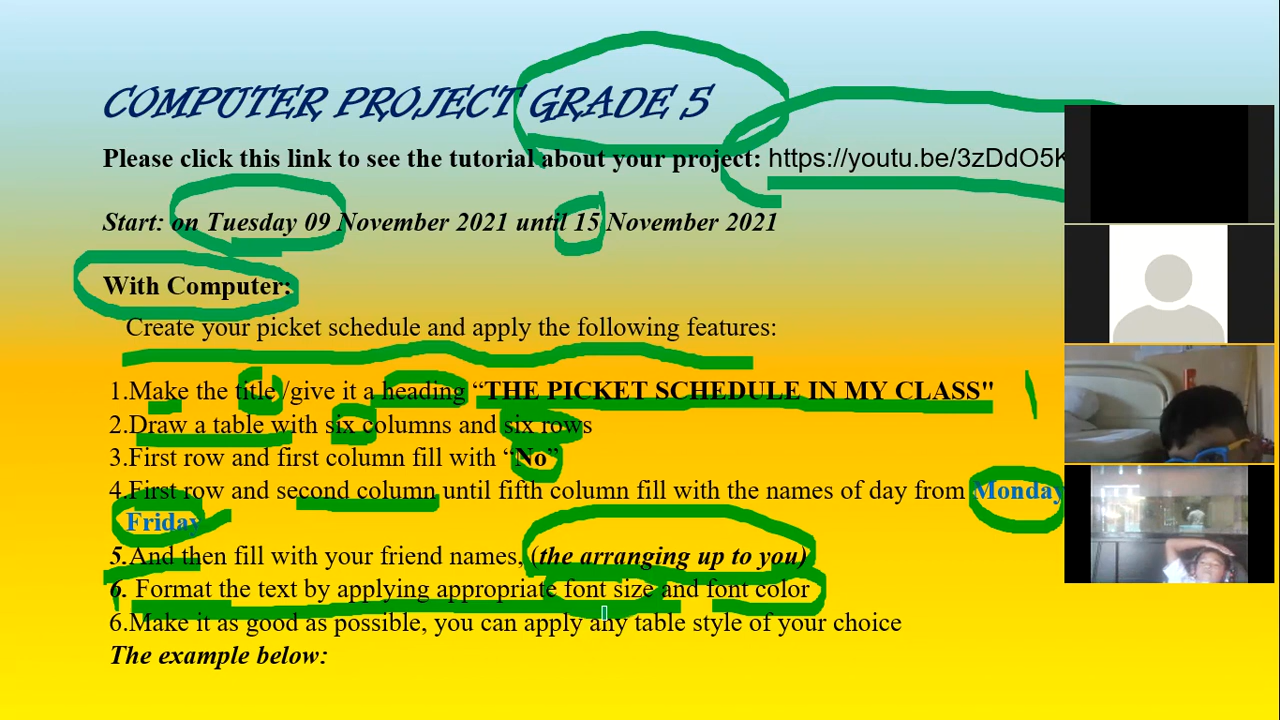 COMPUTER PROJECT GRADE 5
Please click this link to see the tutorial about your project: https://youtu.be/3zDdO5K
Start: on Tuesday 09 November 2021 until 15 November 2021
With Computer:
Create your picket schedule and apply the following features:
1.Make the title /give it a heading “THE PICKET SCHEDULE IN MY CLASS"
2.Draw a table with six columns and six rows
3.First row and first column fill with “No”
4.First row and second column until fifth column fill with the names of day from Monday
Friday
5.And then fill with your friend names, (the arranging up to you)
6. Format the text by applying appropriate font size and font color
6.Make it as good as possible, you can apply any table style of your choice
The example below: